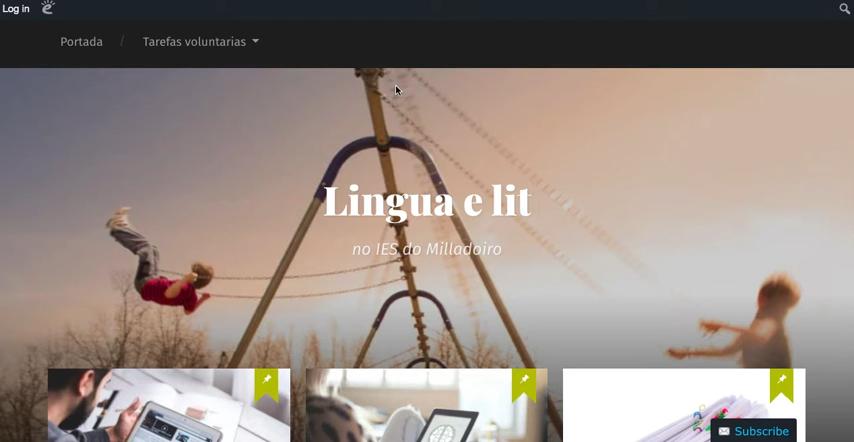 Log in
Portada / Tarefas voluntarias
Lingua e lit
no IES do Milladoiro
Subscribe